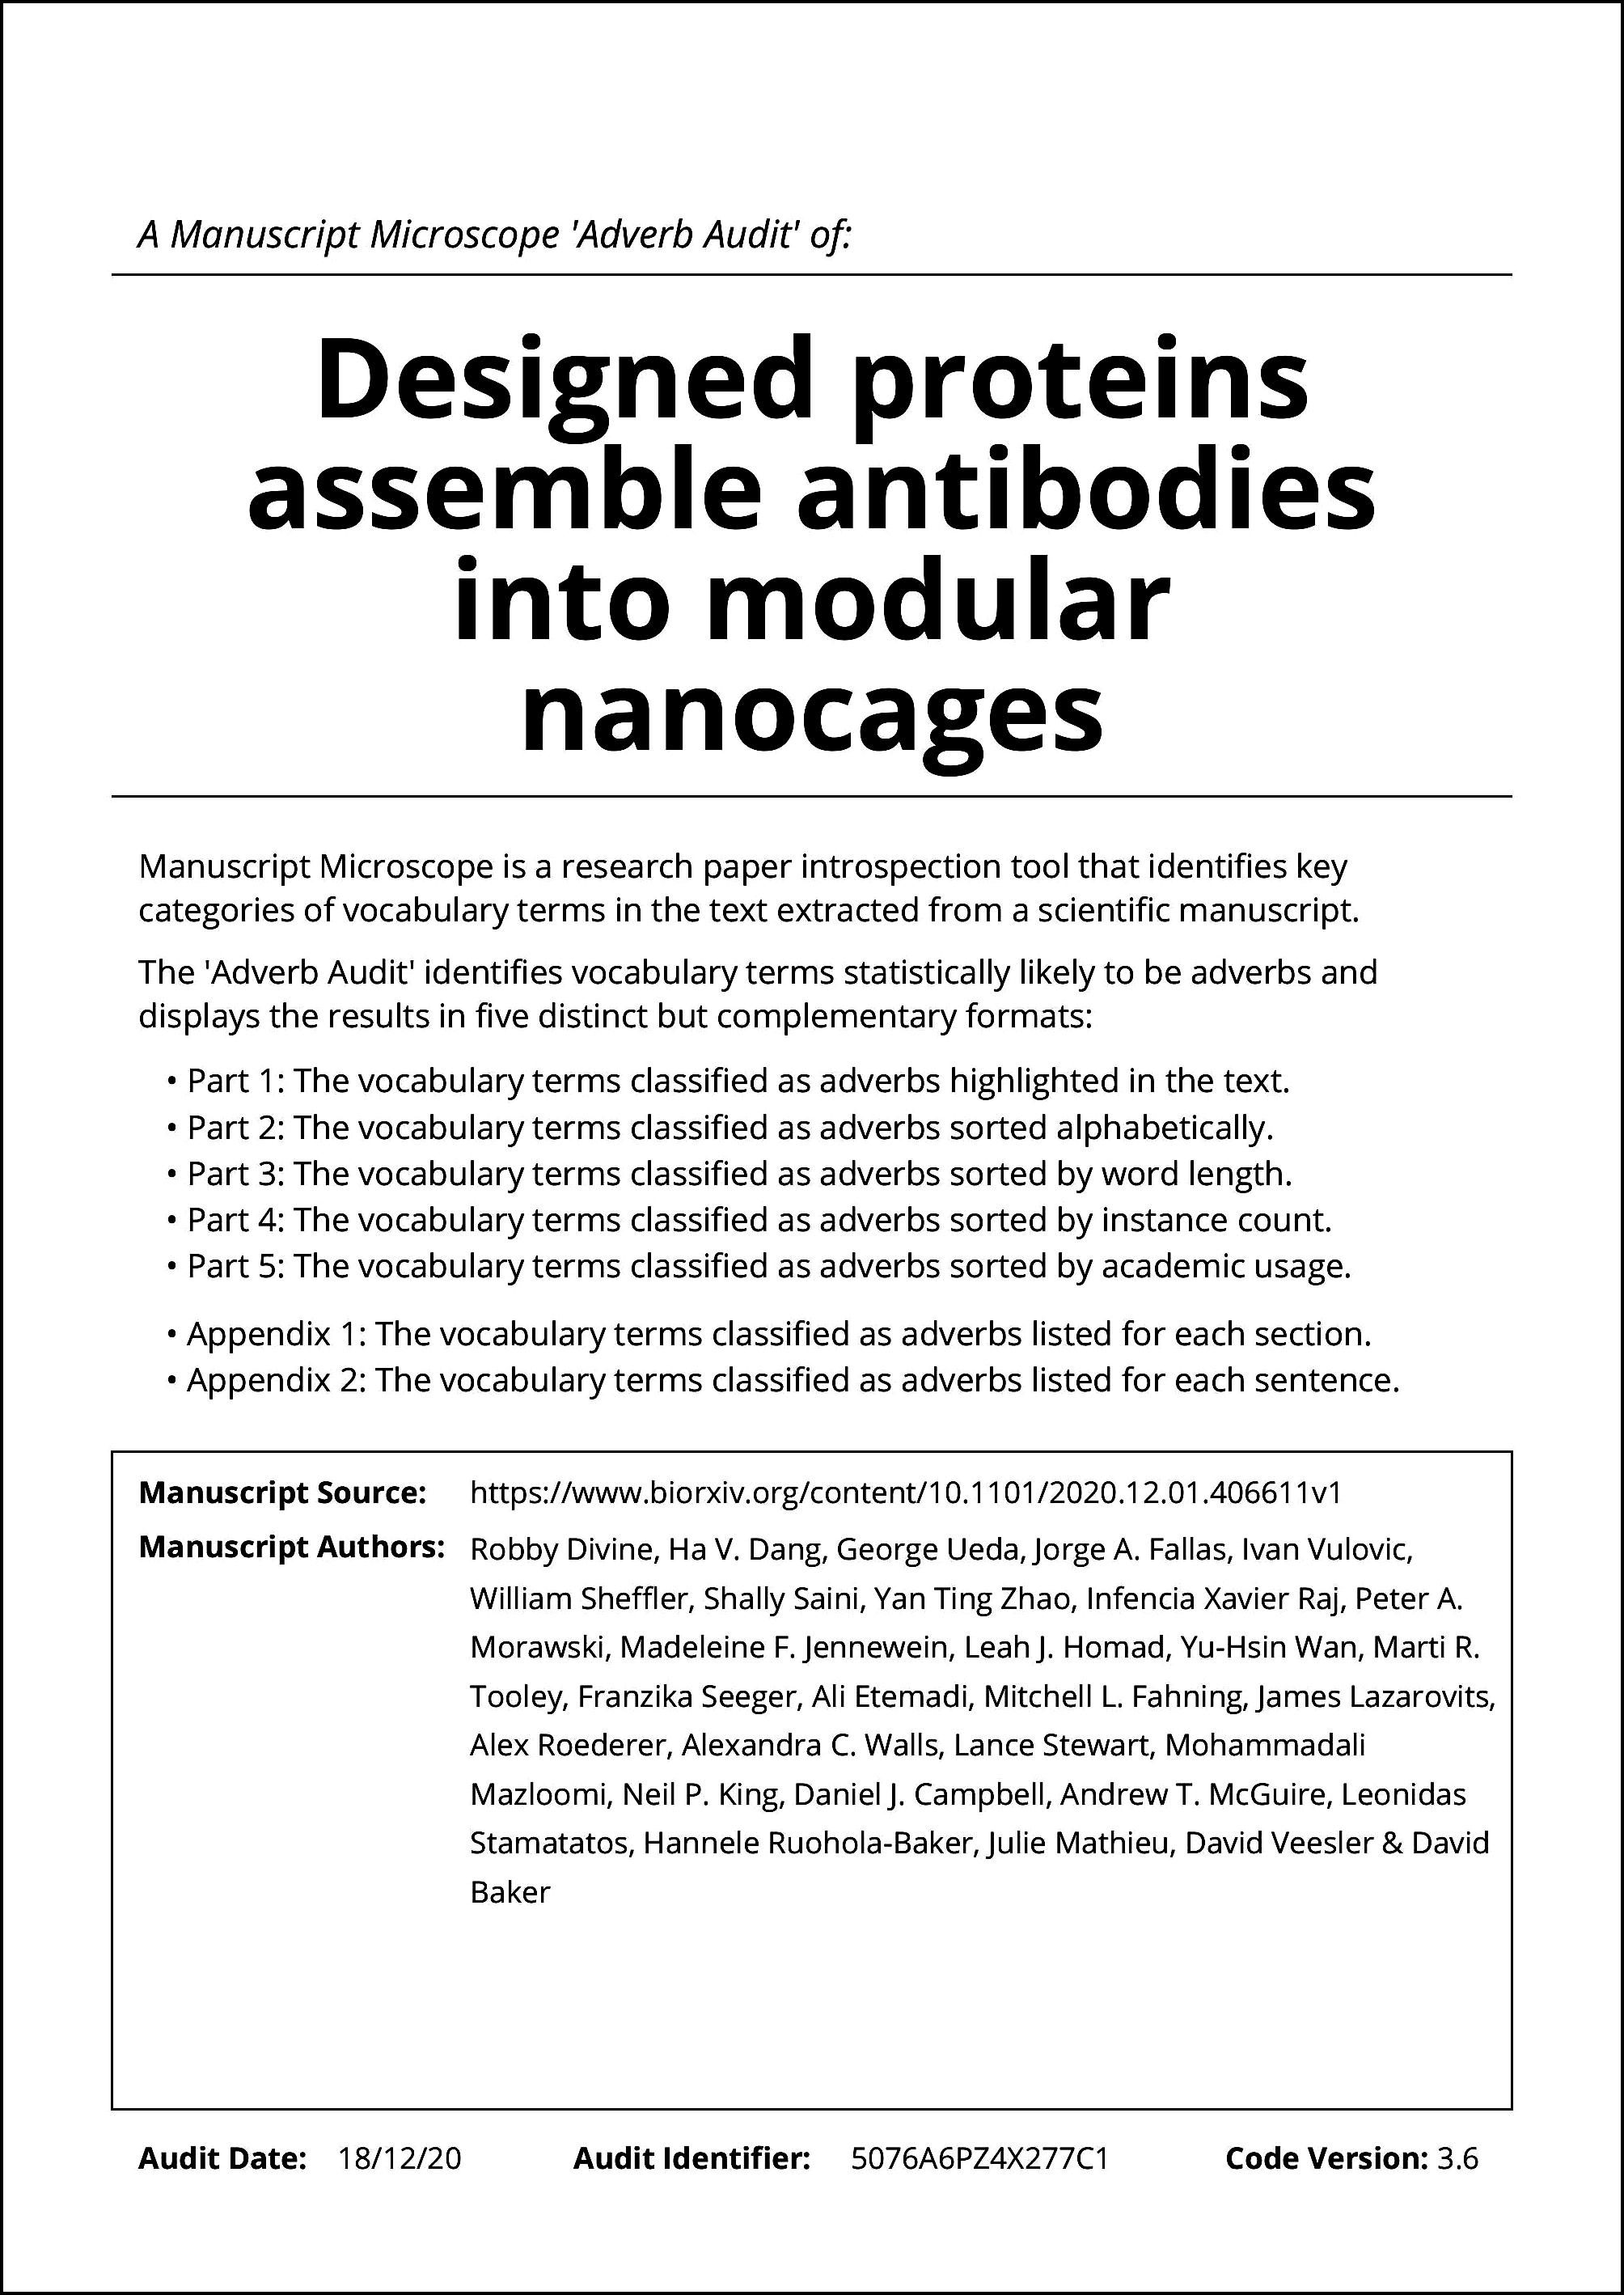 A Manuscript Microscope 'Adverb Audit' of:
Designed proteins
assemble antibodies
into modular
nanocages
Manuscript Microscope is a research paper introspection tool that identifies key
categories of vocabulary terms in the text extracted from a scientific manuscript.
The 'Adverb Audit' identifies vocabulary terms statistically likely to be adverbs and
displays the results in five distinct but complementary formats:
• Part 1: The vocabulary terms classified as adverbs highlighted in the text.
• Part 2: The vocabulary terms classified as adverbs sorted alphabetically.
• Part 3: The vocabulary terms classified as adverbs sorted by word length.
• Part 4: The vocabulary terms classified as adverbs sorted by instance count.
• Part 5: The vocabulary terms classified as adverbs sorted by academic usage.
• Appendix 1: The vocabulary terms classified as adverbs listed for each section.
• Appendix 2: The vocabulary terms classified as adverbs listed for each sentence.
Manuscript Source: https://www.biorxiv.org/content/10.1101/2020.12.01.406611v1
Manuscript Authors: Robby Divine, Ha V. Dang, George Ueda, Jorge A. Fallas, Ivan Vulovic,
William Sheffler, Shally Saini, Yan Ting Zhao, Infencia Xavier Raj, Peter A.
Morawski, Madeleine F. Jennewein, Leah J. Homad, Yu-Hsin Wan, Marti R.
Tooley, Franzika Seeger, Ali Etemadi, Mitchell L. Fahning, James Lazarovits,
Alex Roederer, Alexandra C. Walls, Lance Stewart, Mohammadali
Mazloomi, Neil P. King, Daniel J. Campbell, Andrew T. McGuire, Leonidas
Stamatatos, Hannele Ruohola-Baker, Julie Mathieu, David Veesler & David
Baker
Audit Date: 18/12/20 Audit Identifier: 5076A6PZ4X277C1 Code Version: 3.6